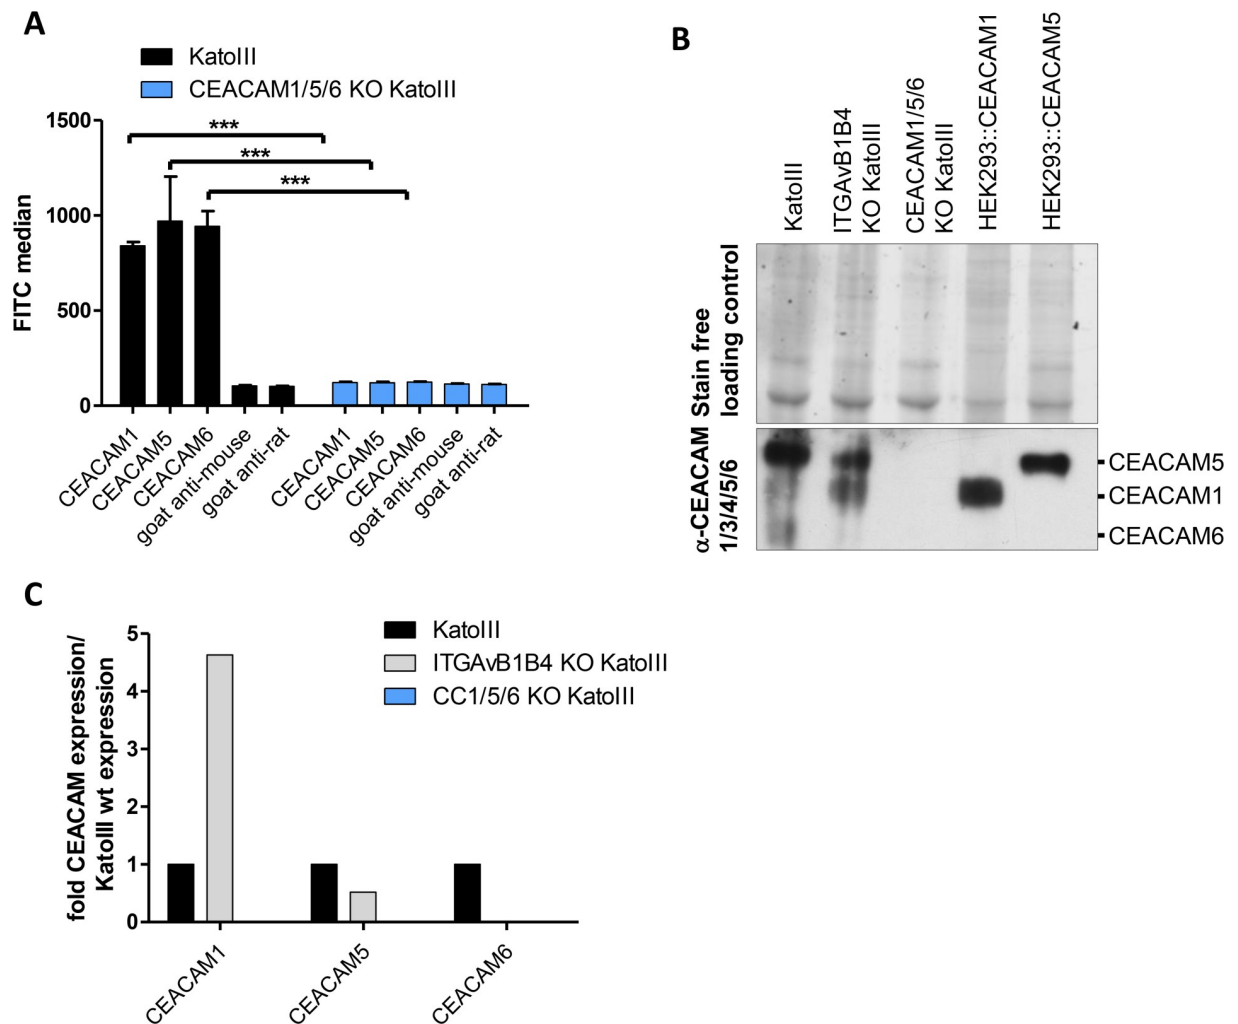 A
KatoIII
CEACAM1/5/6 KO KatoIII
FITC median
1500
1000
500
0
***
***
***
CEACAM1
CEACAM5
CEACAM6
goat anti-mouse
goat anti-rat
CEACAM1
CEACAM5
CEACAM6
goat anti-mouse
goat anti-rat
B
KatoIII
ITGAvB1B4
KO KatoIII
CEACAM1/5/6
KO KatoIII
HEK293::CEACAM1
HEK293::CEACAM5
Stain free
loading control
α-CEACAM
1/3/4/5/6
CEACAM5
CEACAM1
CEACAM6
C
KatoIII
ITGAvB1B4 KO KatoIII
CC1/5/6 KO KatoIII
fold CEACAM expression/
KatoIII wt expression
5
4
3
2
1
0
CEACAM1
CEACAM5
CEACAM6